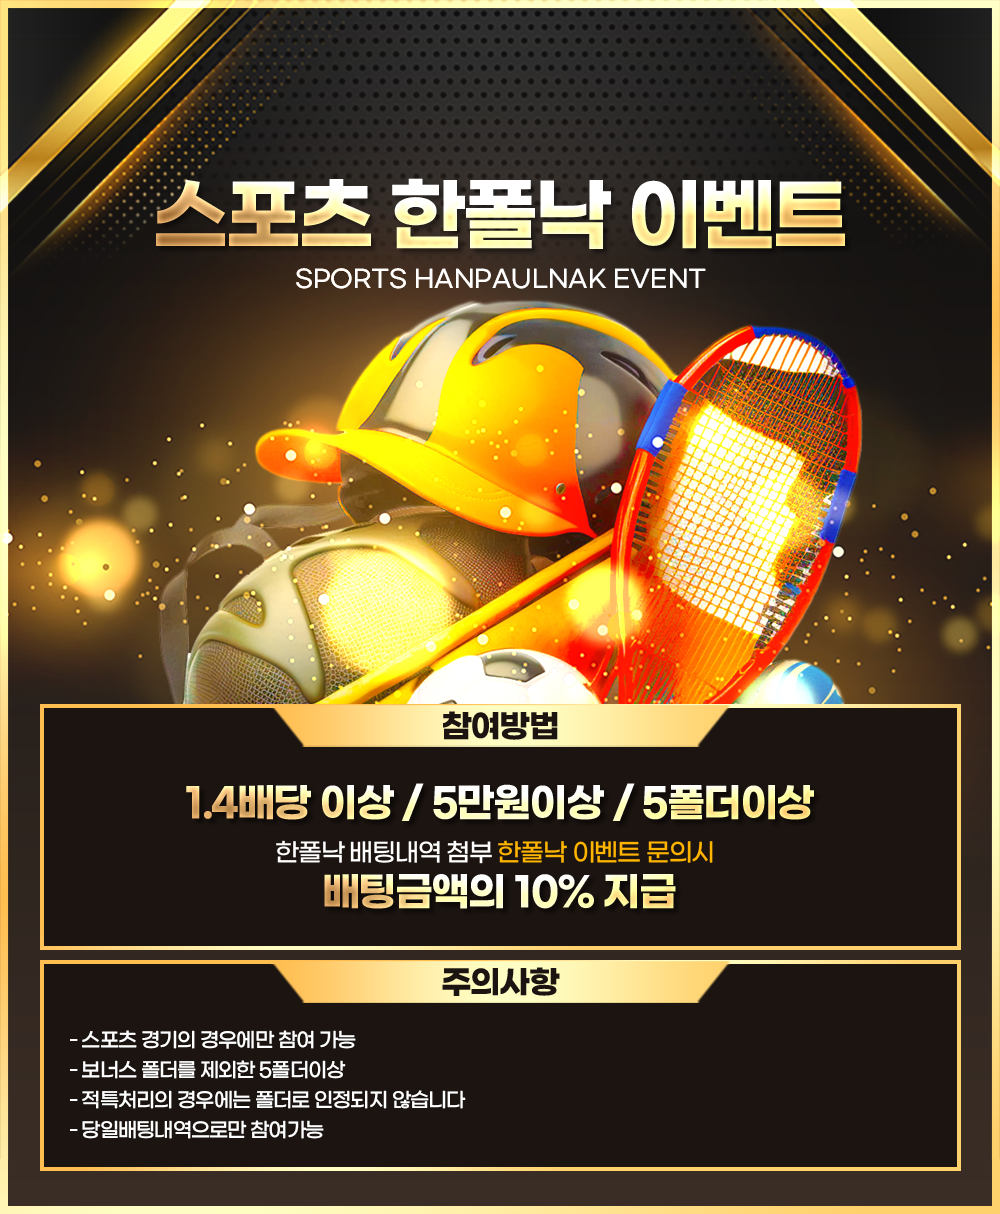 스포츠 한폴낙 이벤트
SPORTS HANPAULNAK EVENT
참여방법
1.4배당 이상 / 5만원이상 / 5폴더이상
한폴낙 배팅내역 첨부 한폴낙 이벤트 문의시
배팅금액의 10% 지급
주의사항
- 스포츠 경기의 경우에만 참여 가능
- 보너스 폴더를 제외한 5폴더이상
- 적특처리의 경우에는 폴더로 인정되지 않습니다
- 당일배팅내역으로만 참여가능